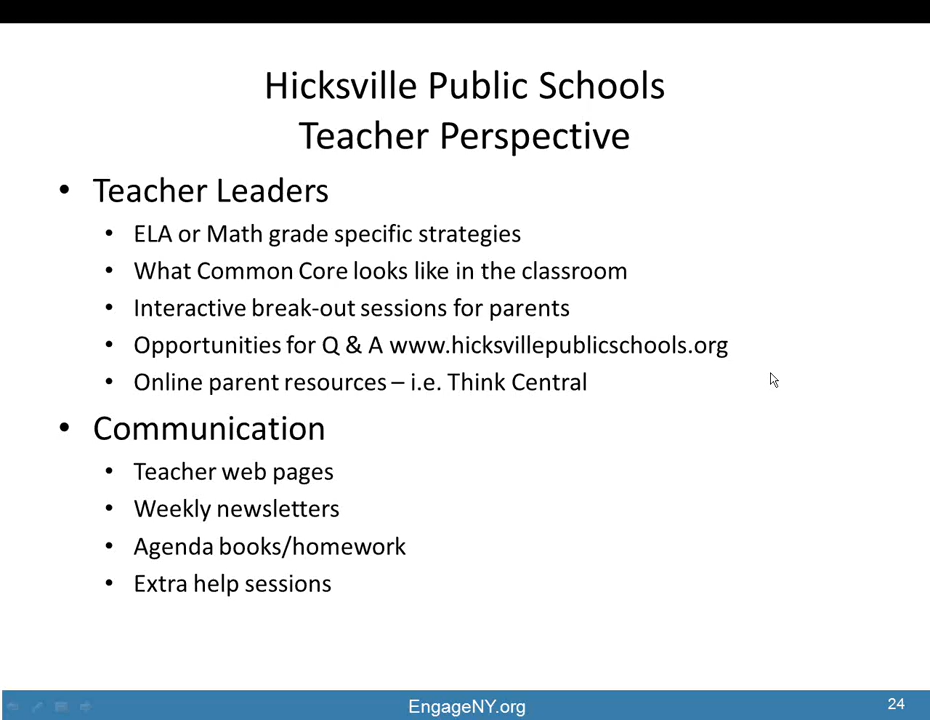 Hicksville Public Schools
Teacher Perspective
• Teacher Leaders
• ELA or Math grade specific strategies
• What Common Core looks like in the classroom
• Interactive break-out sessions for parents
• Opportunities for Q & A www.hicksvillepublicschools.org
• Online parent resources – i.e. Think Central
• Communication
• Teacher web pages
• Weekly newsletters
• Agenda books/homework
• Extra help sessions
EngageNY.org
24